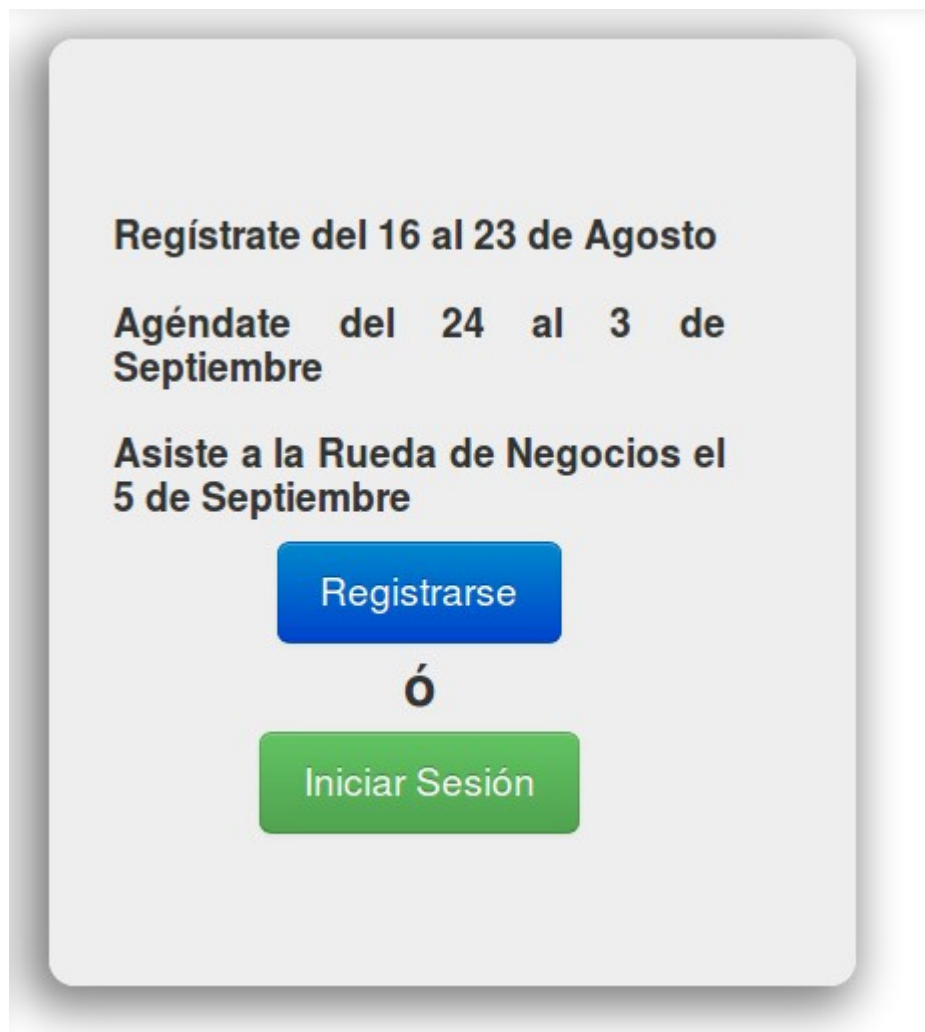 Regístrate del 16 al 23 de Agosto
Agéndate del 24 al 3 de
Septiembre
Asiste a la Rueda de Negocios el
5 de Septiembre
Registrarse
ó
Iniciar Sesión